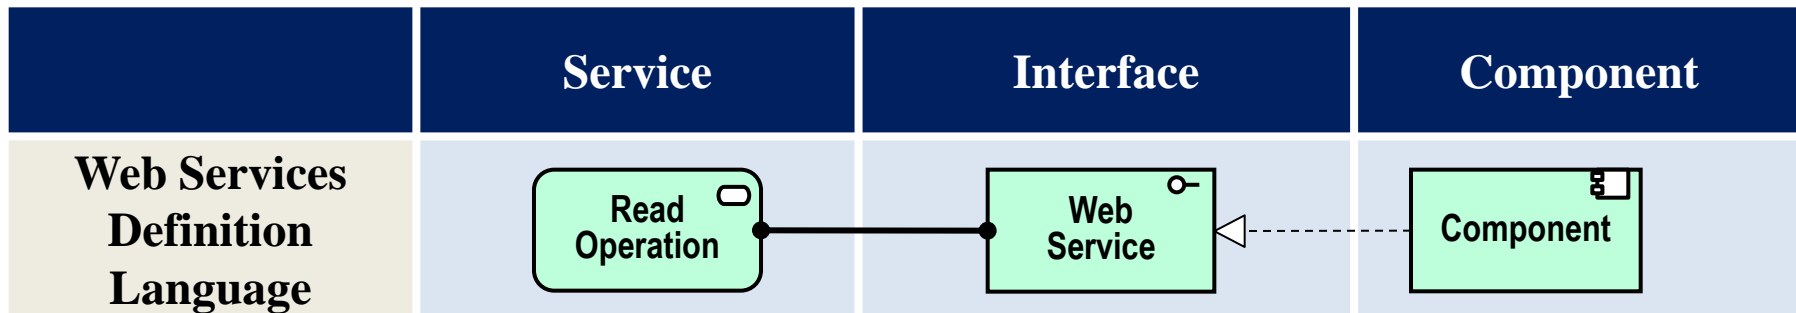 Service
Interface
Component
Web Services
Definition
Language
Read
Operation
Web
Service
Component